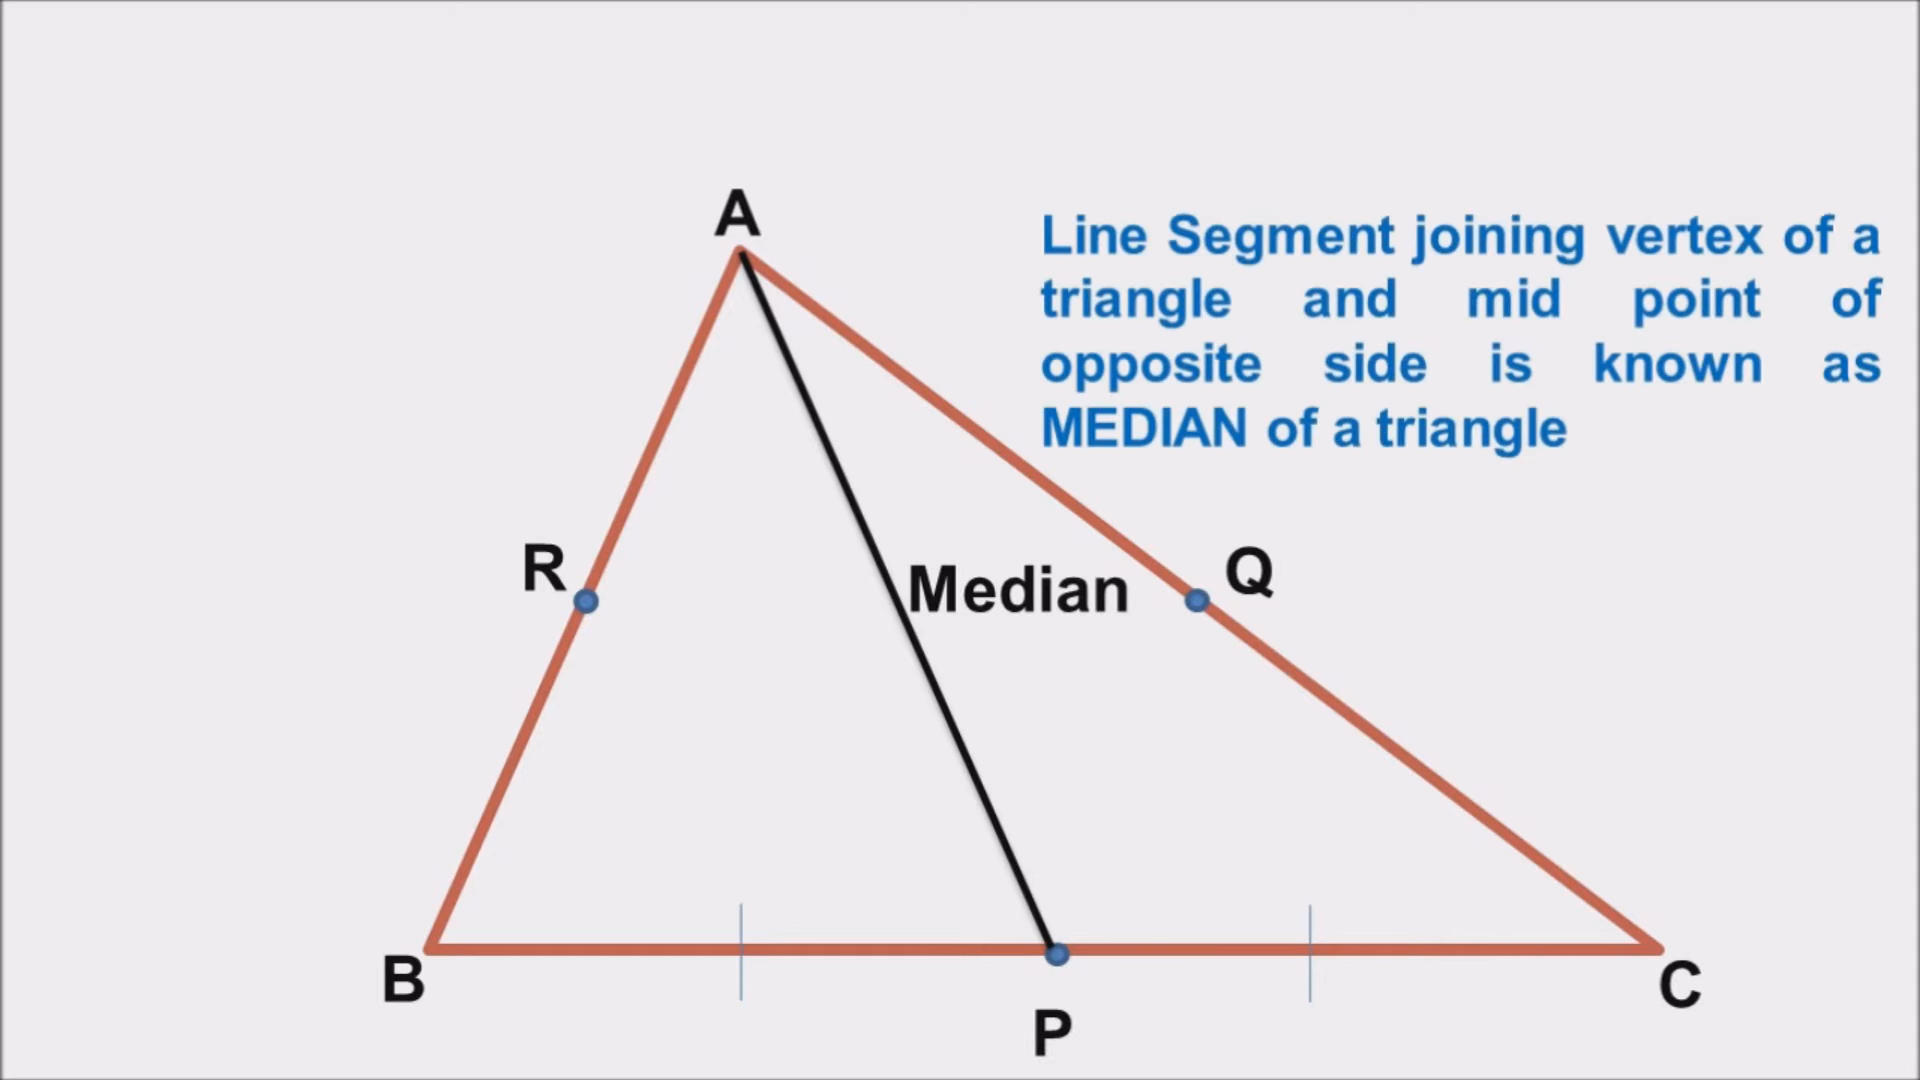 A
Line Segment joining vertex of a
triangle and mid point of
opposite side is known as
MEDIAN of a triangle
R
Median
Q
B
C
P